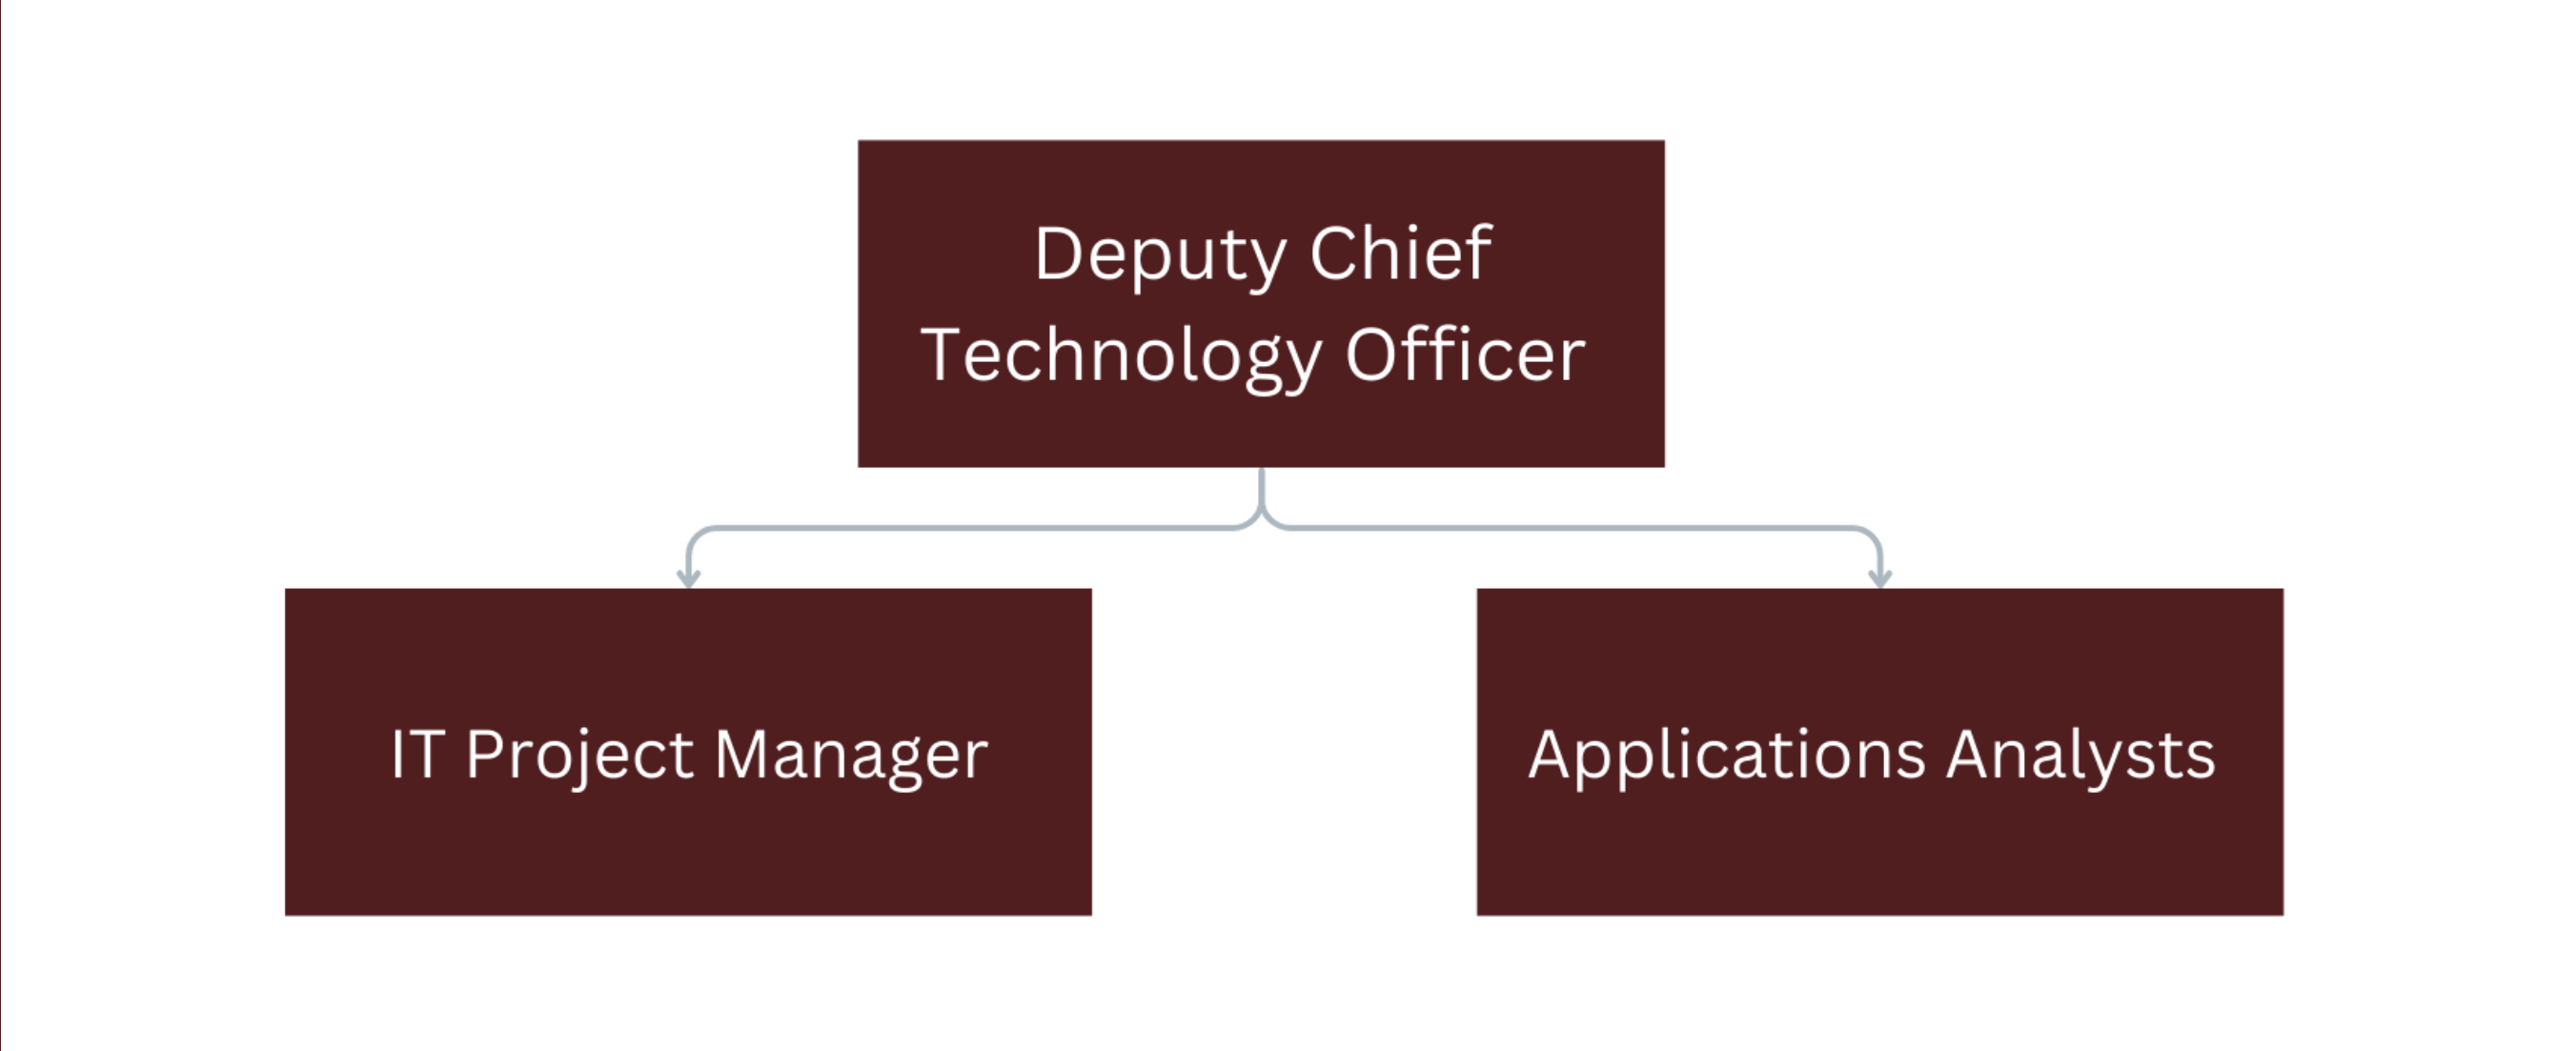 Deputy Chief
Technology Officer
IT Project Manager
Applications Analysts